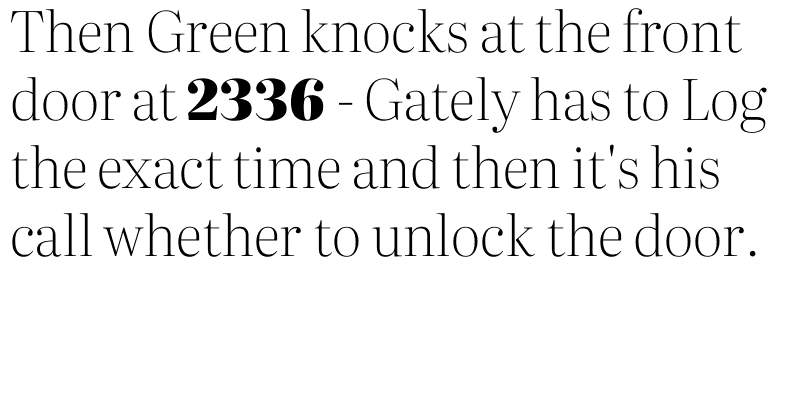 Then Green knocks at the front
door at 2336 - Gately has to Log
the exact time and then it's his
call whether to unlock the door.